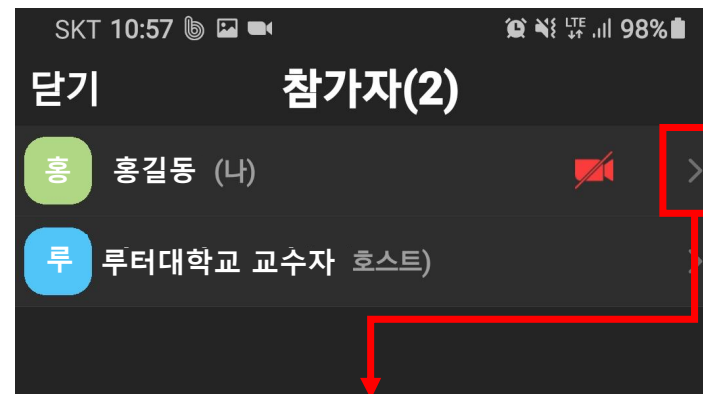 SKT 10:57 LTE 98%
닫기 참가자(2)
홍 홍길동 (나)
루 루터대학교 교수자 호스트)